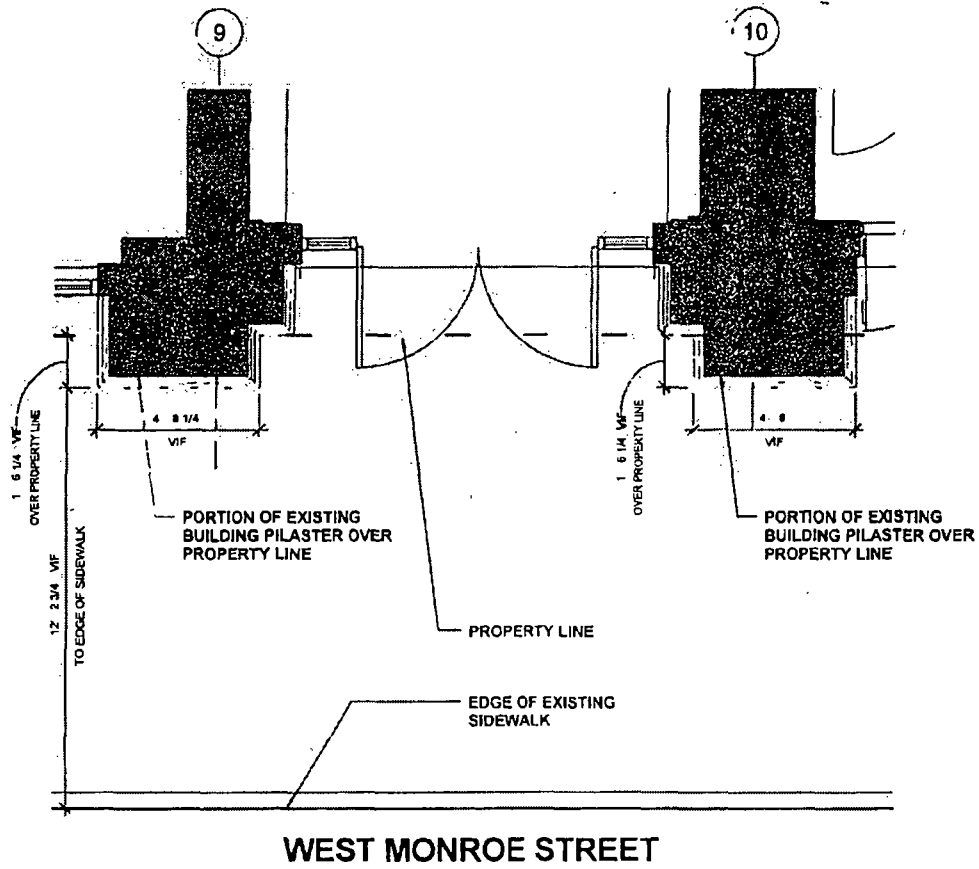 9
10
4 8 1/4
VIF
4 8
VIF
1 6 1/4 VIF
OVER PROPERTY LINE
1 6 1/4 VIF
OVER PROPERTY LINE
PORTION OF EXISTING
BUILDING PILASTER OVER
PROPERTY LINE
PORTION OF EXISTING
BUILDING PILASTER OVER
PROPERTY LINE
12' 2 3/4 VIF
TO EDGE OF SIDEWALK
PROPERTY LINE
EDGE OF EXISTING
SIDEWALK
WEST MONROE STREET